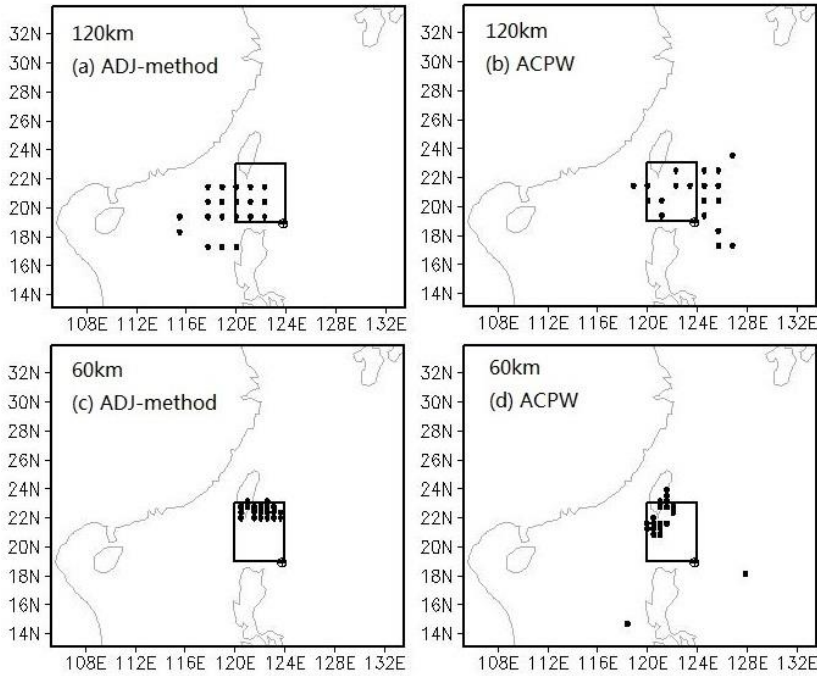 120km
(a) ADJ-method
32N
30N
28N
26N
24N
22N
20N
18N
16N
14N
108E 112E 116E 120E 124E 128E 132E
120km
(b) ACPW
32N
30N
28N
26N
24N
22N
20N
18N
16N
14N
108E 112E 116E 120E 124E 128E 132E
60km
(c) ADJ-method
32N
30N
28N
26N
24N
22N
20N
18N
16N
14N
108E 112E 116E 120E 124E 128E 132E
60km
(d) ACPW
32N
30N
28N
26N
24N
22N
20N
18N
16N
14N
108E 112E 116E 120E 124E 128E 132E